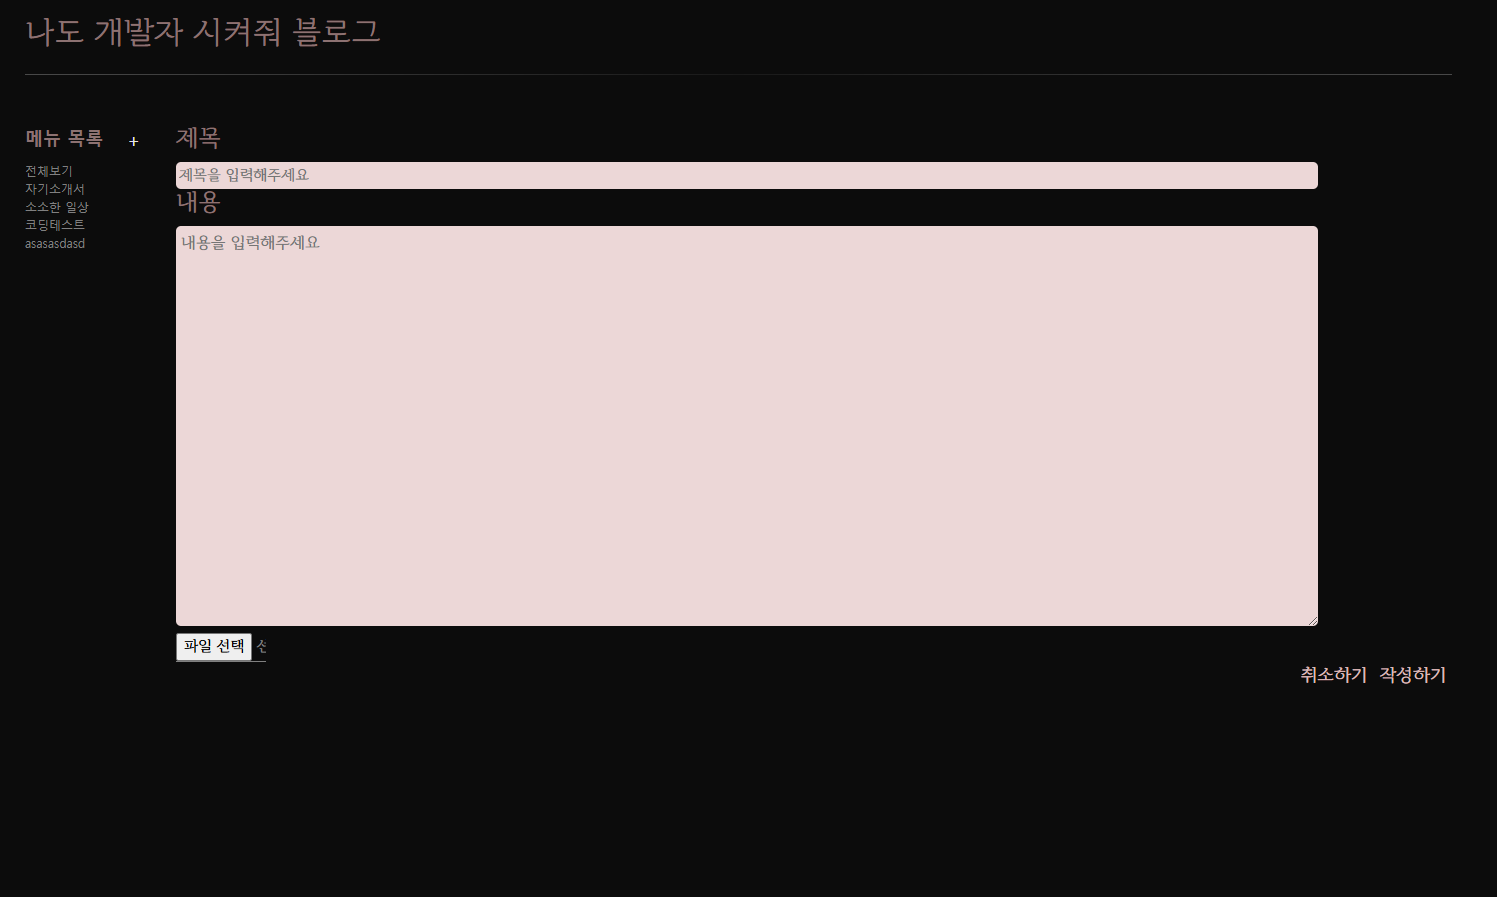 나도 개발자 시켜줘 블로그
메뉴 목록 +
전체보기
자기소개서
소소한 일상
코딩테스트
asasasdasd
제목
제목을 입력해주세요
내용
내용을 입력해주세요
파일 선택
취소하기 작성하기